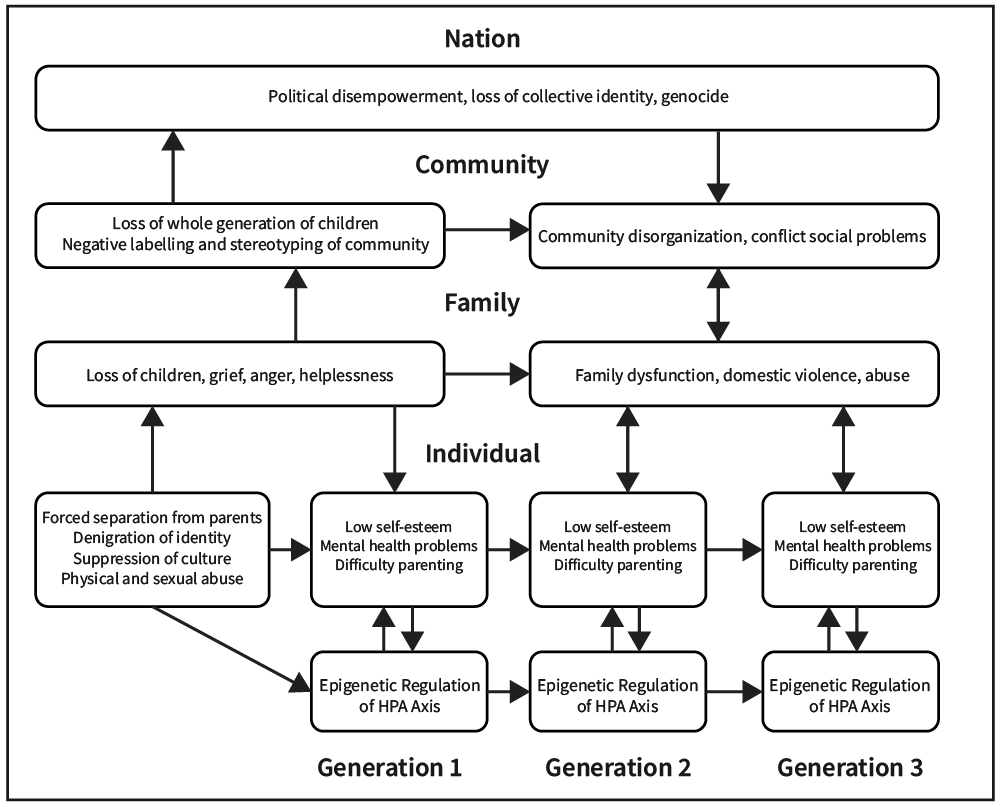 Nation
Political disempowerment, loss of collective identity, genocide
Community
Loss of whole generation of children
Negative labelling and stereotyping of community
Community disorganization, conflict social problems
Family
Loss of children, grief, anger, helplessness
Family dysfunction, domestic violence, abuse
Individual
Forced separation from parents
Denigration of identity
Suppression of culture
Physical and sexual abuse
Low self-esteem
Mental health problems
Difficulty parenting
Low self-esteem
Mental health problems
Difficulty parenting
Low self-esteem
Mental health problems
Difficulty parenting
Epigenetic Regulation
of HPA Axis
Epigenetic Regulation
of HPA Axis
Epigenetic Regulation
of HPA Axis
Generation 1
Generation 2
Generation 3